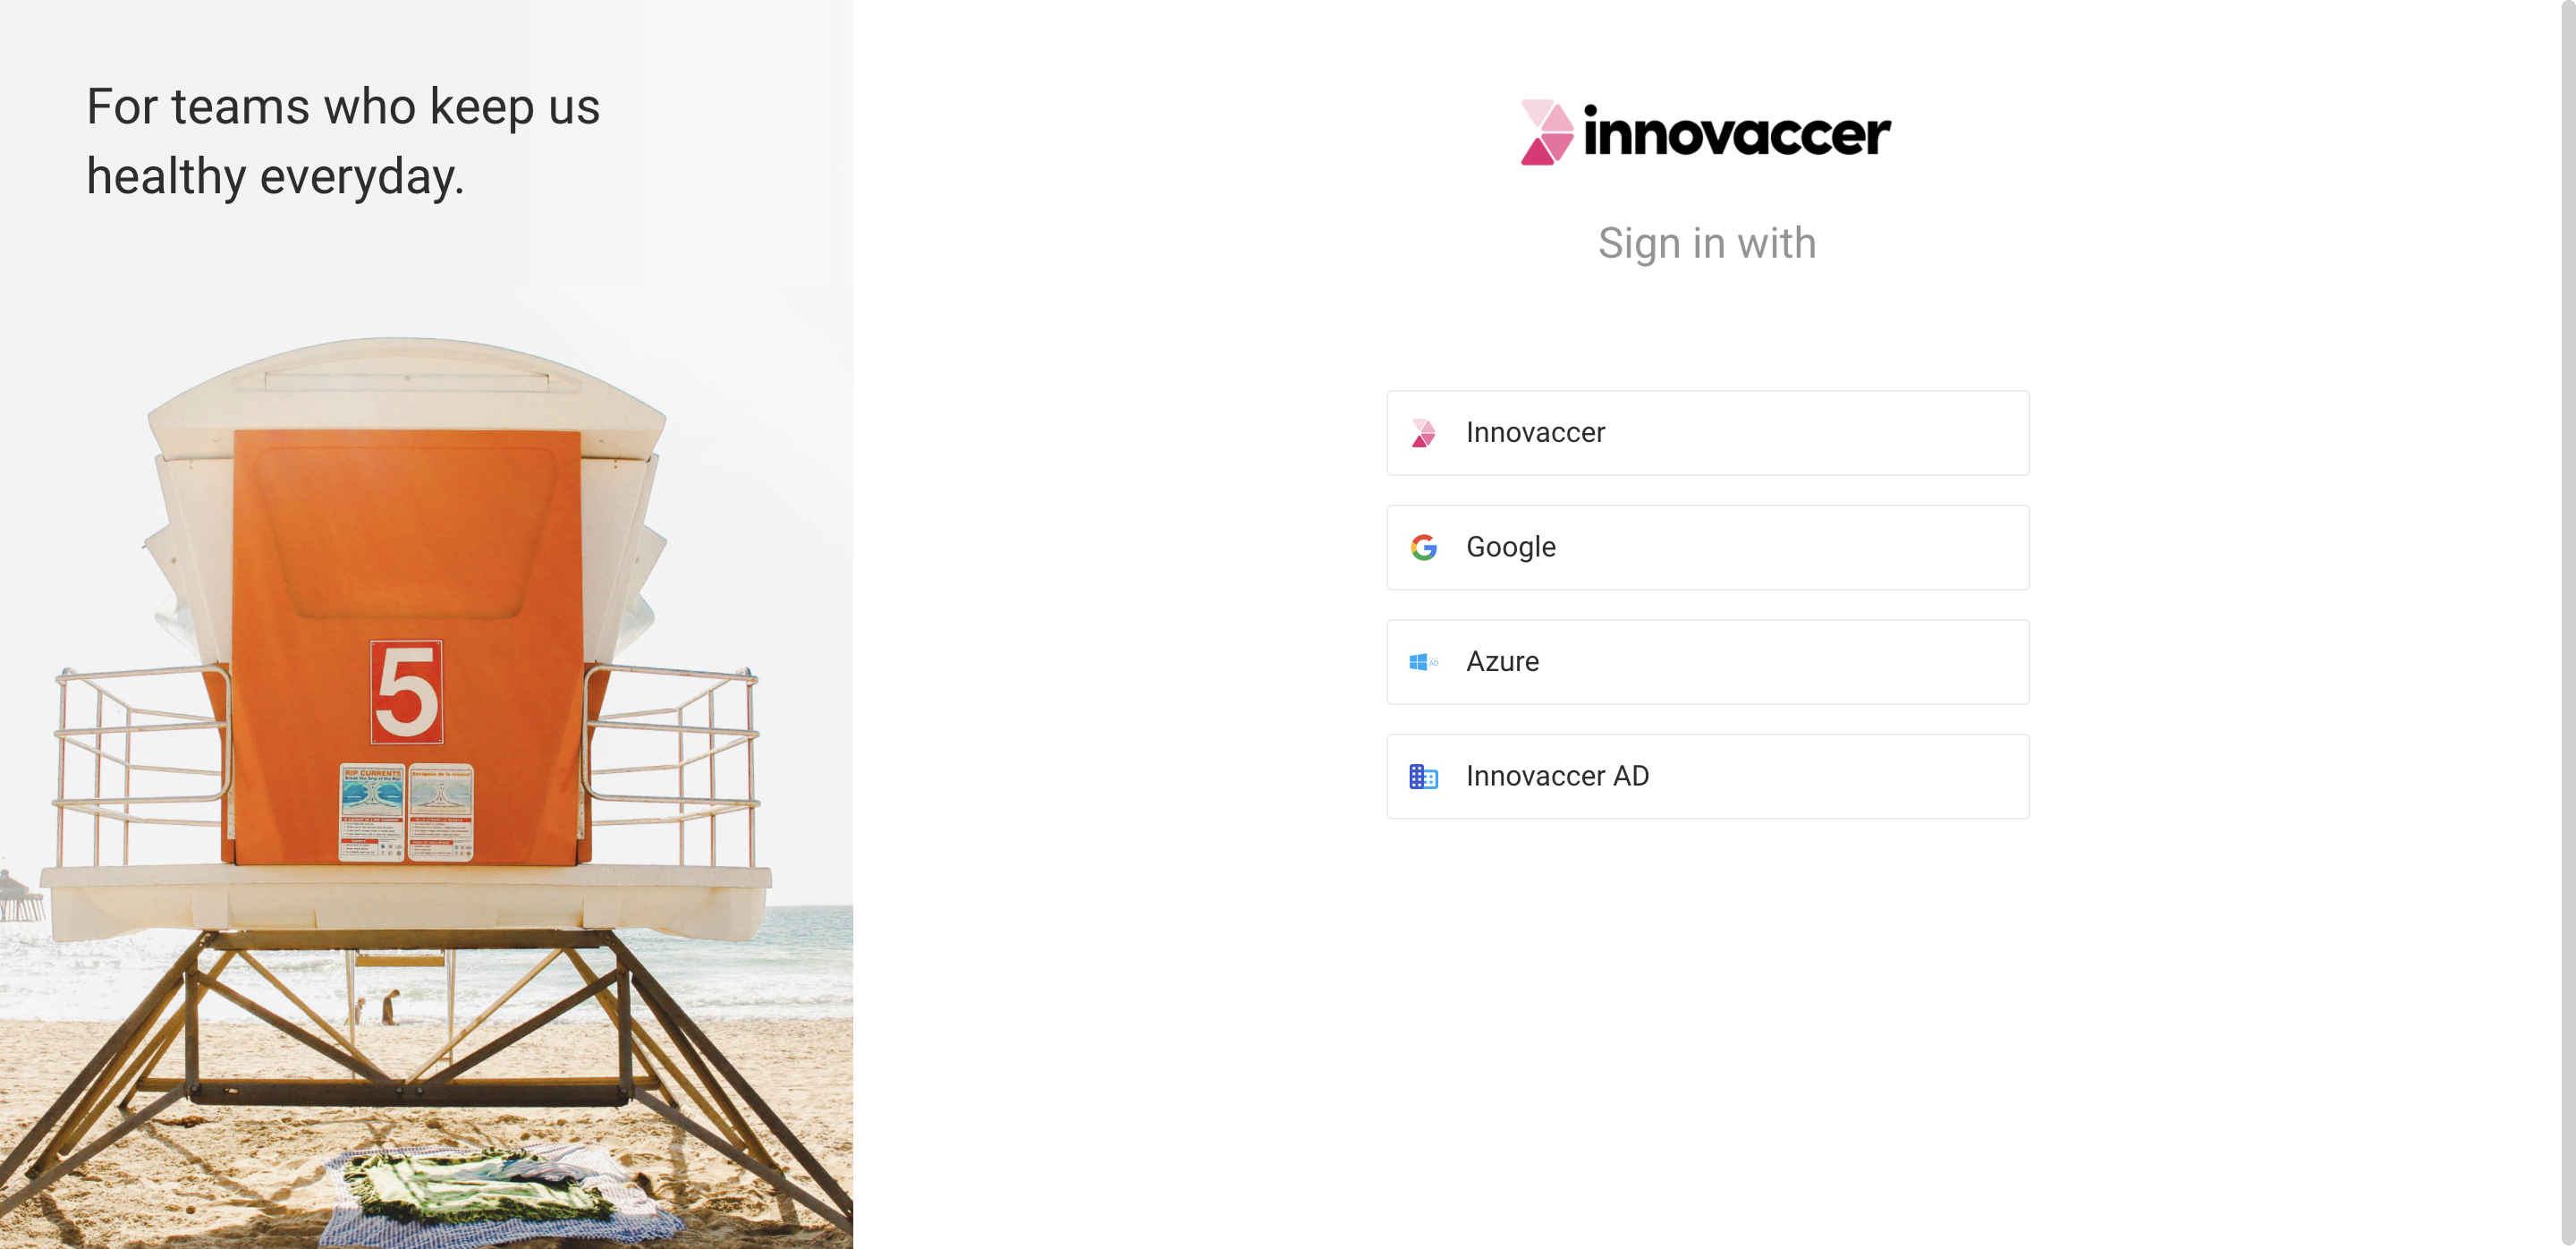 For teams who keep us
healthy everyday.
5
RIP CURRENTS
innovaccer
Sign in with
Innovaccer
Google
AD
Azure
Innovaccer AD